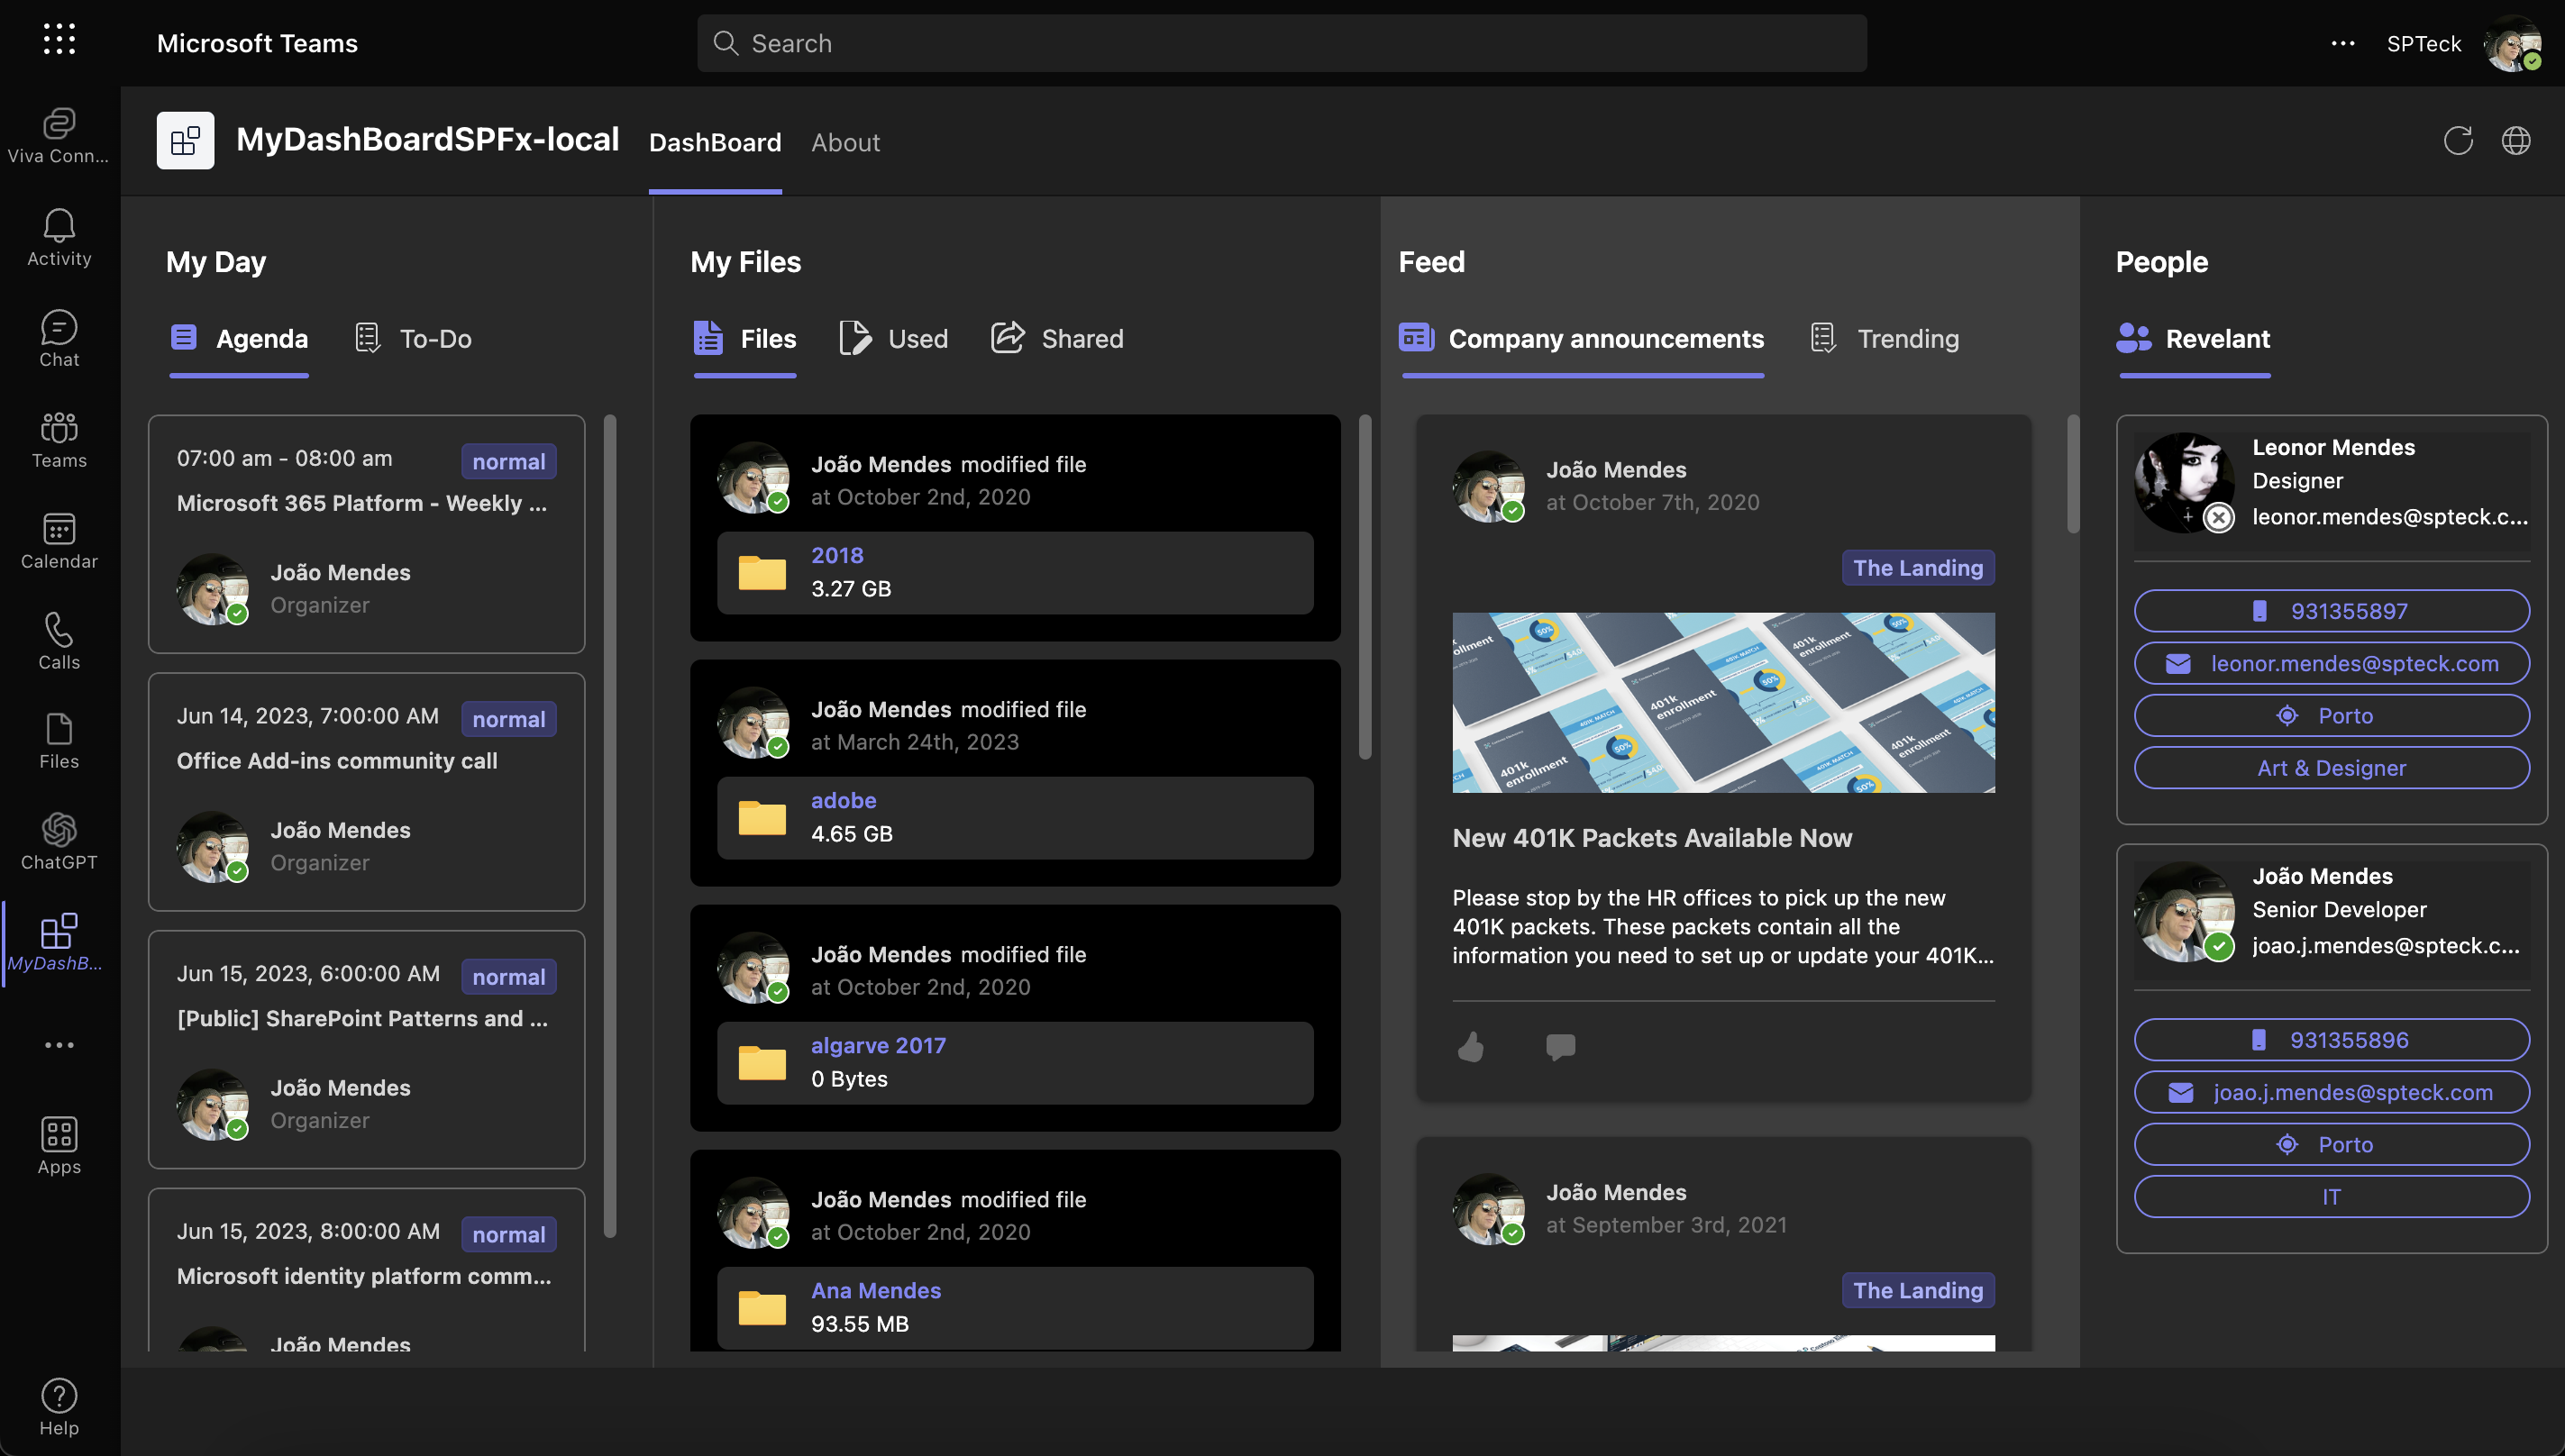 Microsoft Teams
Search
SPTeck
Viva Conn...
Activity
Chat
Teams
Calendar
Calls
Files
ChatGPT
MyDashB...
Apps
Help
MyDashBoardSPFx-local
DashBoard
About
My Day
Agenda
To-Do
07:00 am - 08:00 am
normal
Microsoft 365 Platform - Weekly ...
João Mendes
Organizer
Jun 14, 2023, 7:00:00 AM
normal
Office Add-ins community call
João Mendes
Organizer
Jun 15, 2023, 6:00:00 AM
normal
[Public] SharePoint Patterns and ...
João Mendes
Organizer
Jun 15, 2023, 8:00:00 AM
normal
Microsoft identity platform comm...
João Mendes
My Files
Files
Used
Shared
João Mendes modified file
at October 2nd, 2020
2018
3.27 GB
João Mendes modified file
at March 24th, 2023
adobe
4.65 GB
João Mendes modified file
at October 2nd, 2020
algarve 2017
0 Bytes
João Mendes modified file
at October 2nd, 2020
Ana Mendes
93.55 MB
Feed
Company announcements
Trending
João Mendes
at October 7th, 2020
The Landing
401k
enrollment
401K MATCH
50%
New 401K Packets Available Now
Please stop by the HR offices to pick up the new
401K packets. These packets contain all the
information you need to set up or update your 401K...
João Mendes
at September 3rd, 2021
The Landing
People
Revelant
Leonor Mendes
Designer
leonor.mendes@spteck.c...
931355897
leonor.mendes@spteck.com
Porto
Art & Designer
João Mendes
Senior Developer
joao.j.mendes@spteck.c...
931355896
joao.j.mendes@spteck.com
Porto
IT